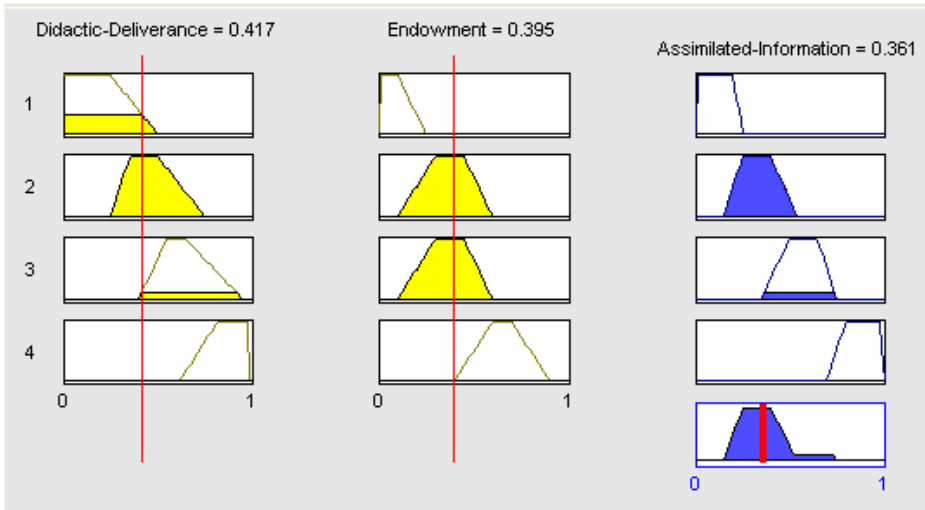 Didactic-Deliverance = 0.417
Endowment = 0.395
Assimilated-Information = 0.361
1
2
3
4
0 1
0 1
0 1